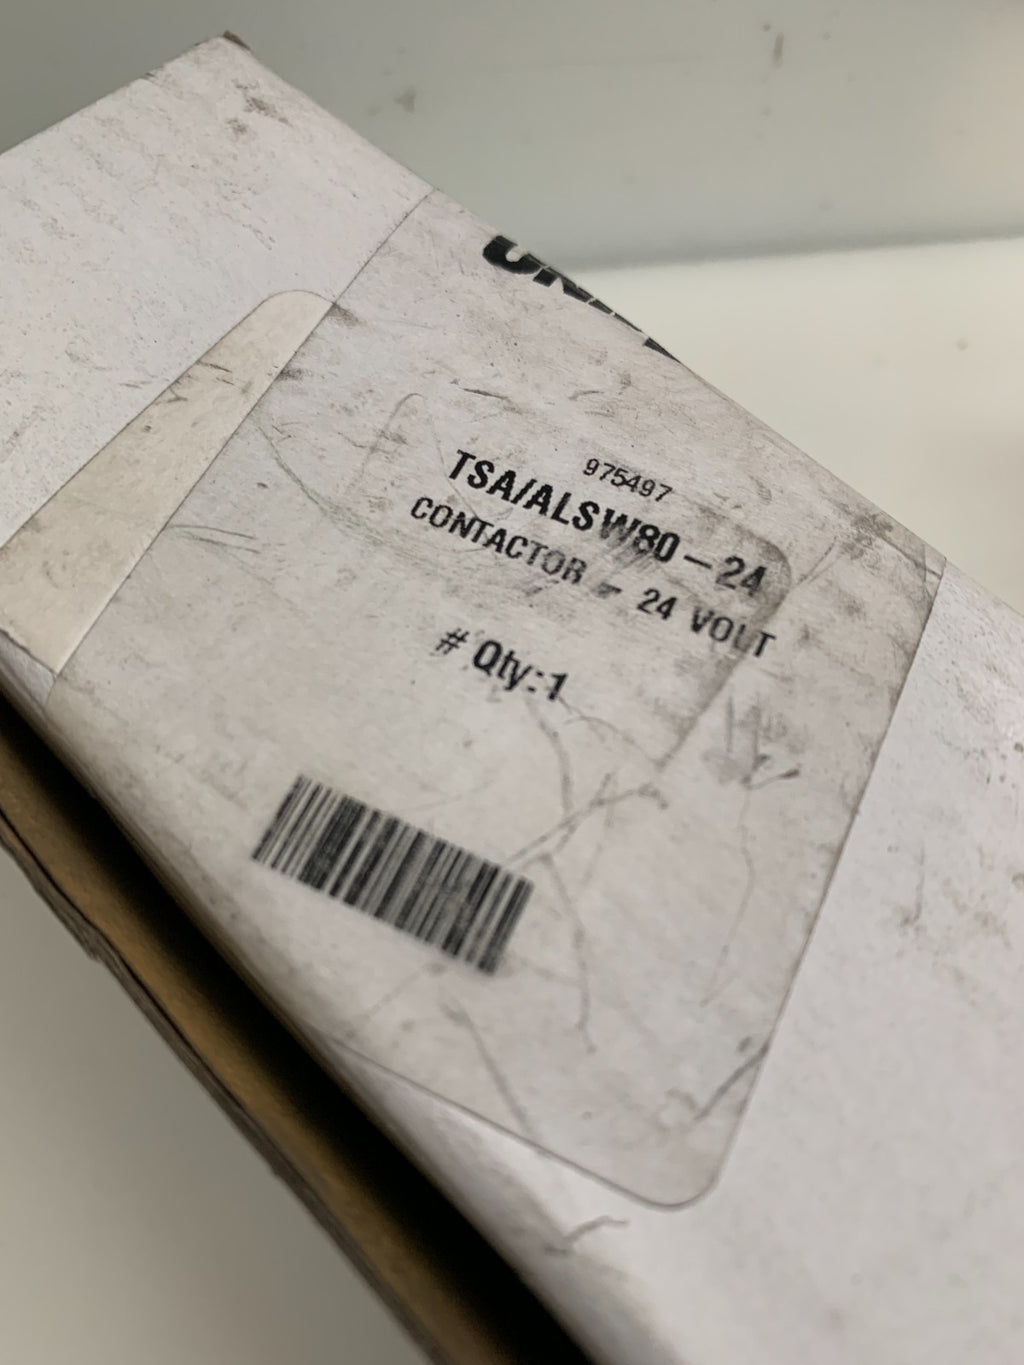 975497
TSA/ALSW80-24
CONTACTOR - 24 VOLT
# Qty:1